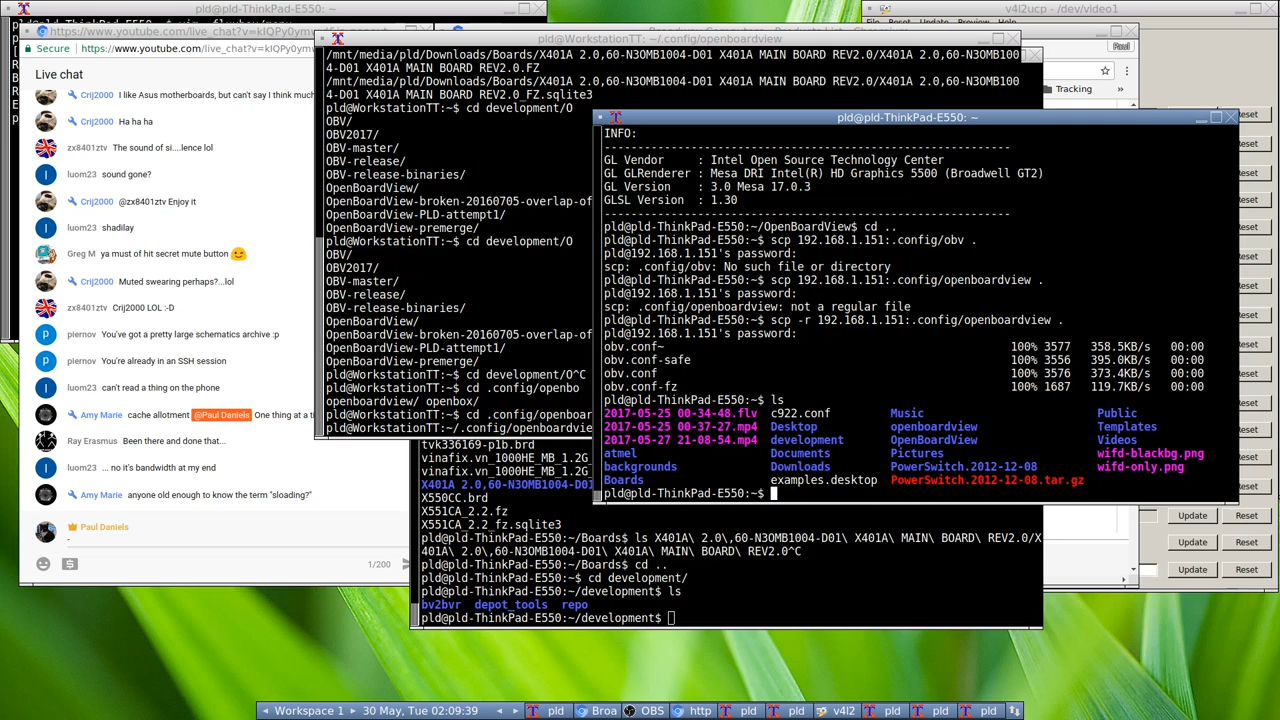 pld@pld-ThinkPad-E550: ~
v4l2ucp - /dev/video1
File Reset Update Preview Help
https://www.youtube.com/live_chat?v=kIQPy0ym
Secure https://www.youtube.com/live_chat?v=kIQPy0ym
Paul
Tracking
Live chat
Crij2000 I like Asus motherboards, but can't say I think much
Crij2000 Ha ha ha
zx8401ztv The sound of si....lence lol
luom23 sound gone?
Crij2000 @zx8401ztv Enjoy it
luom23 shadilay
Greg M ya must of hit secret mute button 😉
Crij2000 Muted swearing perhaps?...lol
zx8401ztv Crij2000 LOL :-D
piernov You've got a pretty large schematics archive :p
piernov You're already in an SSH session
luom23 can't read a thing on the phone
Amy Marie cache allotment @Paul Daniels One thing at a ti
Ray Erasmus Been there and done that...
luom23 ... no it's bandwidth at my end
Amy Marie anyone old enough to know the term "sloading?"
Paul Daniels
-
1/200
pld@WorkstationTT: ~/.config/openboardview
/mnt/media/pld/Downloads/Boards/X401A 2.0,60-N3OMB1004-D01 X401A MAIN BOARD REV2.0/X401A 2.0,60-N3OMB100
4-D01 X401A MAIN BOARD REV2.0.FZ
/mnt/media/pld/Downloads/Boards/X401A 2.0,60-N3OMB1004-D01 X401A MAIN BOARD REV2.0/X401A 2.0,60-N3OMB100
4-D01 X401A MAIN BOARD REV2.0_FZ.sqlite3
pld@WorkstationTT:~$ cd development/O
OBV/
OBV2017/
OBV-master/
OBV-release/
OBV-release-binaries/
OpenBoardView/
OpenBoardView-broken-20160705-overlap-of
OpenBoardView-PLD-attempt1/
OpenBoardView-premerge/
pld@WorkstationTT:~$ cd development/O
OBV/
OBV2017/
OBV-master/
OBV-release/
OBV-release-binaries/
OpenBoardView/
OpenBoardView-broken-20160705-overlap-of
OpenBoardView-PLD-attempt1/
OpenBoardView-premerge/
pld@WorkstationTT:~$ cd development/O^C
pld@WorkstationTT:~$ cd .config/openbo
openboardview/ openbox/
pld@WorkstationTT:~$ cd .config/openboar
pld@WorkstationTT:~/.config/openboardvie
pld@pld-ThinkPad-E550: ~
INFO:
----------------------------------------------------------------
GL Vendor : Intel Open Source Technology Center
GL GLRenderer : Mesa DRI Intel(R) HD Graphics 5500 (Broadwell GT2)
GL Version : 3.0 Mesa 17.0.3
GLSL Version : 1.30
----------------------------------------------------------------
pld@pld-ThinkPad-E550:~/OpenBoardView$ cd ..
pld@pld-ThinkPad-E550:~$ scp 192.168.1.151:.config/obv .
pld@192.168.1.151's password:
scp: .config/obv: No such file or directory
pld@pld-ThinkPad-E550:~$ scp 192.168.1.151:.config/openboardview .
pld@192.168.1.151's password:
scp: .config/openboardview: not a regular file
pld@pld-ThinkPad-E550:~$ scp -r 192.168.1.151:.config/openboardview .
pld@192.168.1.151's password:
obv.conf~ 100% 3577 358.5KB/s 00:00
obv.conf-safe 100% 3556 395.0KB/s 00:00
obv.conf 100% 3576 373.4KB/s 00:00
obv.conf-fz 100% 1687 119.7KB/s 00:00
pld@pld-ThinkPad-E550:~$ ls
2017-05-25 00-34-48.flv c922.conf Music Public
2017-05-25 00-37-27.mp4 Desktop openboardview Templates
2017-05-27 21-08-54.mp4 development OpenBoardView Videos
atmel Documents Pictures wifd-blackbg.png
backgrounds Downloads PowerSwitch.2012-12-08 wifd-only.png
Boards examples.desktop PowerSwitch.2012-12-08.tar.gz
pld@pld-ThinkPad-E550:~$
tvk336169-p1b.brd
vinafix.vn_1000HE_MB_1.2G
vinafix.vn_1000HE_MB_1.2G
X401A 2.0,60-N3OMB1004-D01
X550CC.brd
X551CA_2.2.fz
X551CA_2.2_fz.sqlite3
pld@pld-ThinkPad-E550:~/Boards$ ls X401A\ 2.0\,60-N3OMB1004-D01\ X401A\ MAIN\ BOARD\ REV2.0/X
401A\ 2.0\,60-N3OMB1004-D01\ X401A\ MAIN\ BOARD\ REV2.0^C
pld@pld-ThinkPad-E550:~/Boards$ cd ..
pld@pld-ThinkPad-E550:~$ cd development/
pld@pld-ThinkPad-E550:~/development$ ls
bv2bvr depot_tools repo
pld@pld-ThinkPad-E550:~/development$
Update Reset
Update Reset
Update Reset
Workspace 1 30 May, Tue 02:09:39 pld Broa OBS http pld pld v4l2 pld pld pld